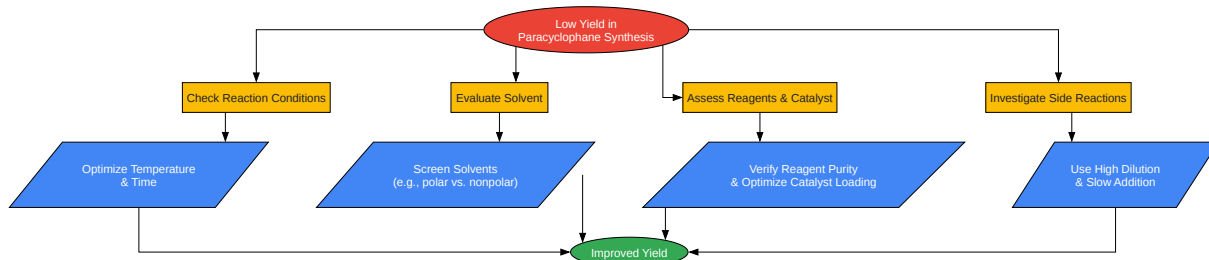 Low Yield in
Paracyclophane Synthesis
Check Reaction Conditions
Evaluate Solvent
Assess Reagents & Catalyst
Investigate Side Reactions
Optimize Temperature
& Time
Screen Solvents
(e.g., polar vs. nonpolar)
Verify Reagent Purity
& Optimize Catalyst Loading
Use High Dilution
& Slow Addition
Improved Yield